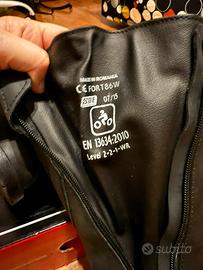 MADE IN ROMANIA
CE FORT86W
07/15
EN 13634:2010
Level 2-2-1-WR
subito